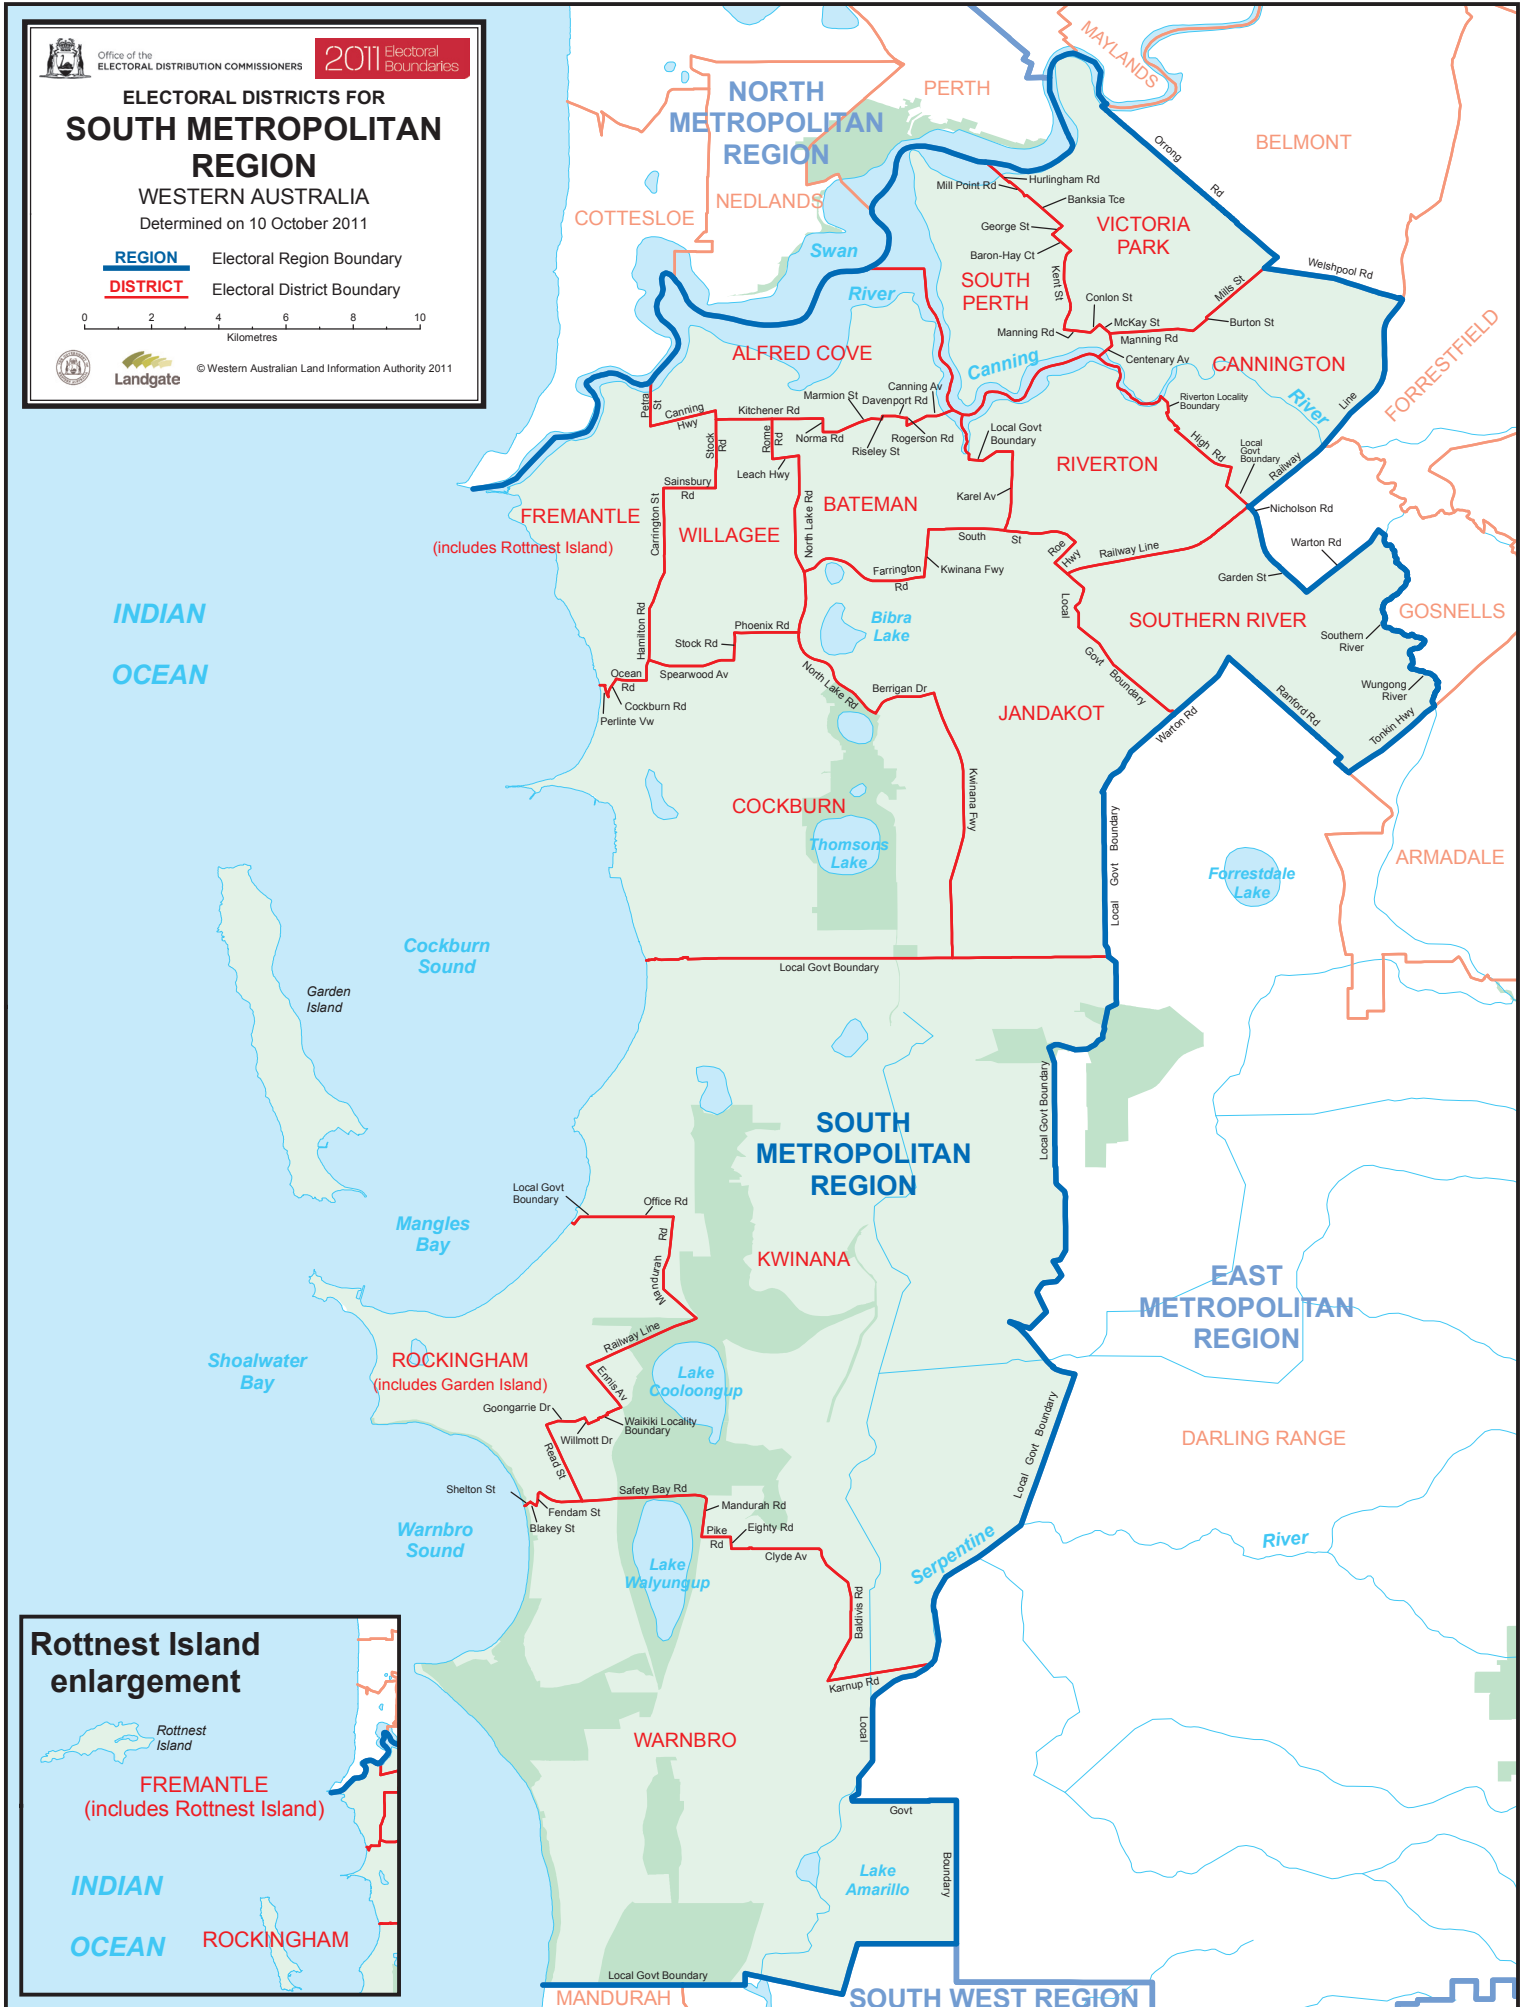 Office of the
ELECTORAL DISTRIBUTION COMMISSIONERS
2011 Electoral
Boundaries
ELECTORAL DISTRICTS FOR
SOUTH METROPOLITAN
REGION
WESTERN AUSTRALIA
Determined on 10 October 2011
REGION Electoral Region Boundary
DISTRICT Electoral District Boundary
0 2 4 6 8 10
Kilometres
Landgate
© Western Australian Land Information Authority 2011
NORTH
METROPOLITAN
REGION
PERTH
MAYLANDS
BELMONT
NEDLANDS
COTTESLOE
Orrong
Rd
Hurlingham Rd
Mill Point Rd
Banksia Tce
George St
Baron-Hay Ct
VICTORIA
PARK
Swan
River
SOUTH
PERTH
Kent St
Welshpool Rd
Mills St
Conlon St
McKay St
Burton St
Manning Rd
Manning Rd
Centenary Av
CANNINGTON
FORRESTFIELD
ALFRED COVE
Canning
River
Canning Av
Marmion St
Davenport Rd
Riverton Locality
Boundary
Petra
St
Canning
Hwy
Kitchener Rd
Stock
Rd
Rome
Rd
Norma Rd
Riseley St
Rogerson Rd
Local Govt
Boundary
High Rd
Local
Govt
Boundary
Railway
Line
Leach Hwy
RIVERTON
Sainsbury
Rd
Karel Av
FREMANTLE
(includes Rottnest Island)
Carrington St
WILLAGEE
North Lake Rd
BATEMAN
Nicholson Rd
South
St
Roe
Hwy
Railway Line
Warton Rd
Farrington
Rd
Kwinana Fwy
Garden St
INDIAN
OCEAN
Local
Govt
Boundary
SOUTHERN RIVER
GOSNELLS
Bibra
Lake
Hamilton Rd
Phoenix Rd
Stock Rd
Southern
River
Ocean
Rd
Spearwood Av
North Lake Rd
Berrigan Dr
Wungong
River
Cockburn Rd
Perlinte Vw
JANDAKOT
Warton Rd
Ranford Rd
Tonkin Hwy
Kwinana Fwy
COCKBURN
Thomsons
Lake
Local Govt Boundary
ARMADALE
Forrestdale
Lake
Cockburn
Sound
Local Govt Boundary
Garden
Island
Local Govt Boundary
SOUTH
METROPOLITAN
REGION
Local Govt
Boundary
Office Rd
Mangles
Bay
Mandurah
Rd
KWINANA
EAST
METROPOLITAN
REGION
Railway Line
Shoalwater
Bay
ROCKINGHAM
(includes Garden Island)
Ennis Av
Lake
Cooloongup
Goongarrie Dr
Waikiki Locality
Boundary
Willmott Dr
Read St
Local Govt Boundary
DARLING RANGE
Shelton St
Safety Bay Rd
Fendam St
Blakey St
Mandurah Rd
Pike
Rd
Eighty Rd
Clyde Av
Warnbro
Sound
Lake
Walyungup
Serpentine
River
Baldivis Rd
Karnup Rd
Local
Govt
Boundary
WARNBRO
Lake
Amarillo
Local Govt Boundary
MANDURAH
SOUTH WEST REGION
Rottnest Island
enlargement
Rottnest
Island
FREMANTLE
(includes Rottnest Island)
INDIAN
OCEAN
ROCKINGHAM